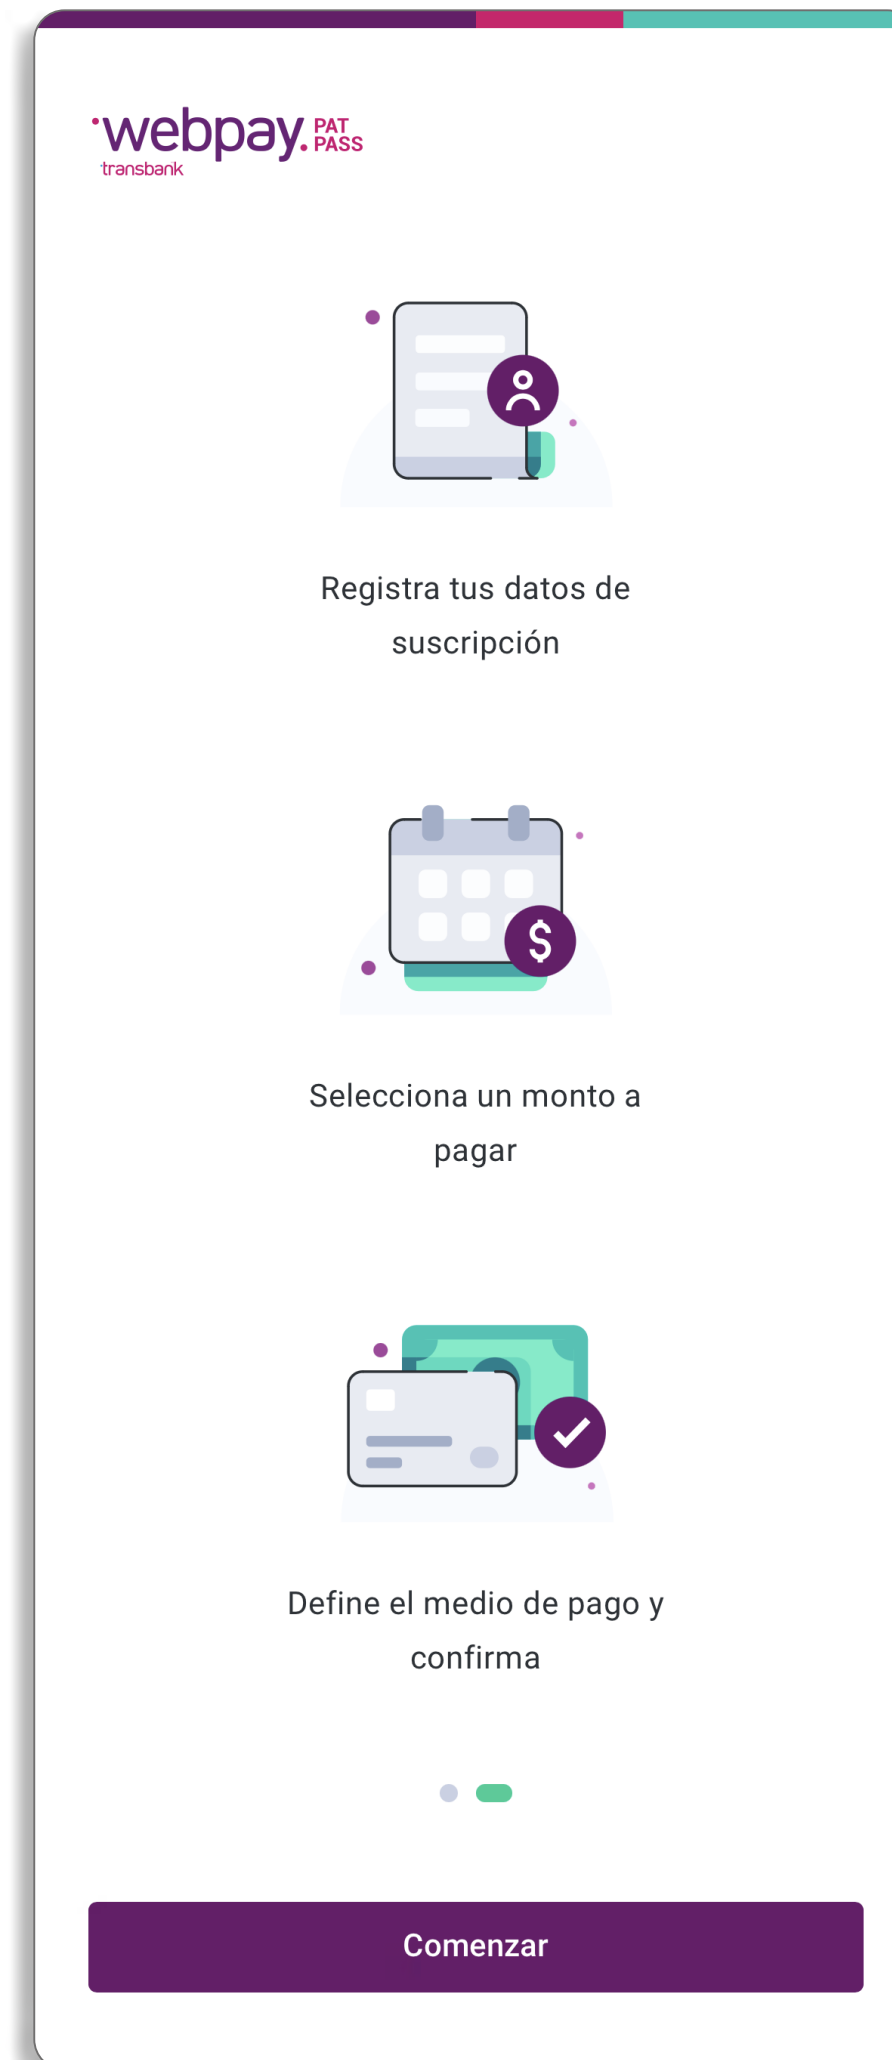 webpay.
PAT
PASS
transbank
Registra tus datos de
suscripción
$
Selecciona un monto a
pagar
Define el medio de pago y
confirma
Comenzar